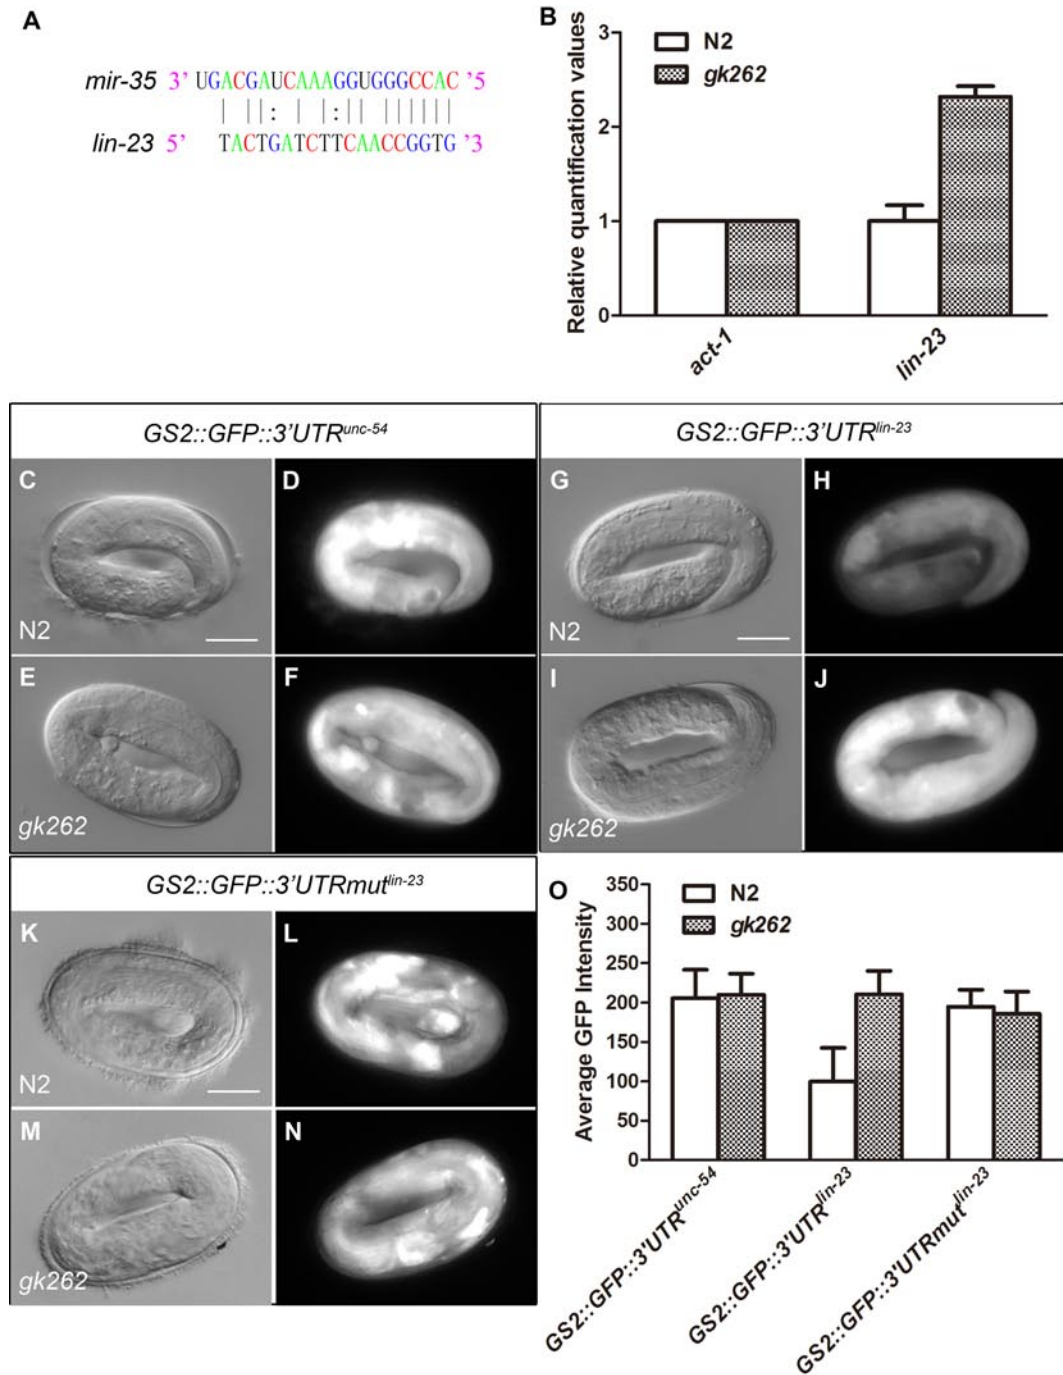 A
mir-35 3' UGACGAUCAAAGGUGGGCCAC '5
| ||: | |:|| ||||||
lin-23 5' TACTGATCTTCAACCGGTG '3
B
Relative quantification values
3
2
1
0
N2
gk262
act-1
lin-23
GS2::GFP::3'UTRunc-54
GS2::GFP::3'UTRlin-23
C
D
G
H
N2
N2
E
F
I
J
gk262
gk262
GS2::GFP::3'UTRmutlin-23
K
L
N2
M
N
gk262
O
Average GFP Intensity
350
300
250
200
150
100
50
0
N2
gk262
GS2::GFP::3'UTRunc-54
GS2::GFP::3'UTRlin-23
GS2::GFP::3'UTRmutlin-23